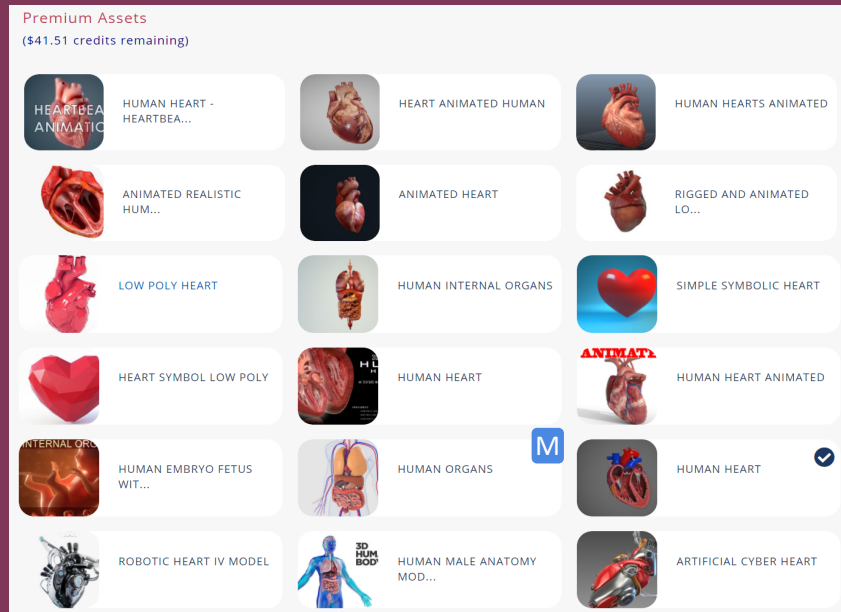 Premium Assets
($41.51 credits remaining)
HEARTBEA
ANIMATIC
HUMAN HEART -
HEARTBEA...
HEART ANIMATED HUMAN
HUMAN HEARTS ANIMATED
ANIMATED REALISTIC
HUM...
ANIMATED HEART
RIGGED AND ANIMATED
LO...
LOW POLY HEART
HUMAN INTERNAL ORGANS
SIMPLE SYMBOLIC HEART
HEART SYMBOL LOW POLY
HUMAN HEART
ANIMATE
HUMAN HEART ANIMATED
INTERNAL ORG
HUMAN EMBRYO FETUS
WIT...
HUMAN ORGANS
M
HUMAN HEART
ROBOTIC HEART IV MODEL
3D
HUM
BOD
HUMAN MALE ANATOMY
MOD...
ARTIFICIAL CYBER HEART